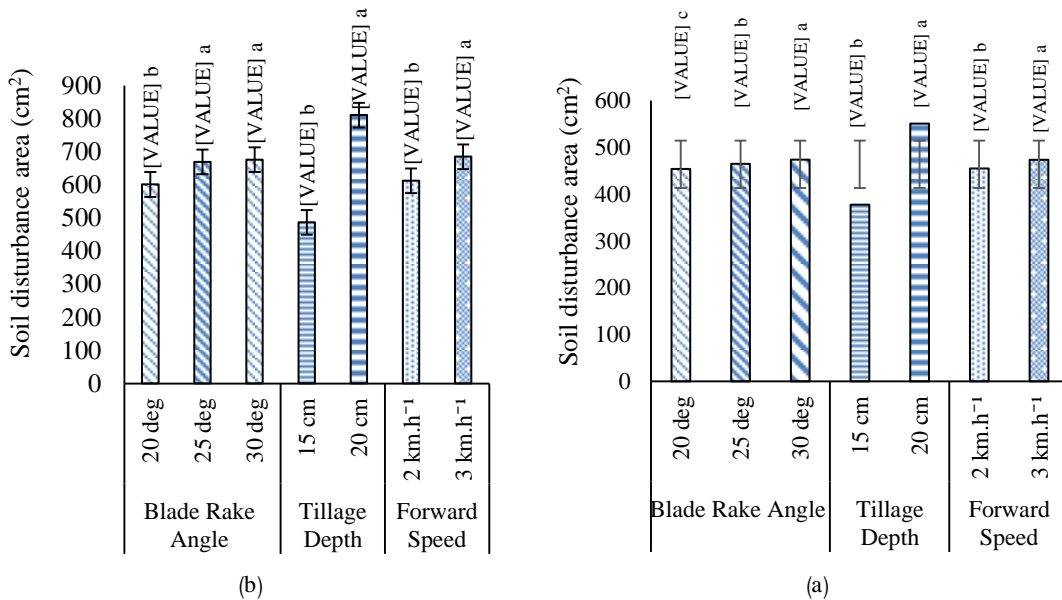 Soil disturbance area (cm²)
900
800
700
600
500
400
300
200
100
0
[VALUE] b
[VALUE] a
[VALUE] a
[VALUE] b
[VALUE] a
[VALUE] b
[VALUE] a
20 deg
25 deg
30 deg
15 cm
20 cm
2 km.h⁻¹
3 km.h⁻¹
Blade Rake
Angle
Tillage
Depth
Forward
Speed
(b)
Soil disturbance area (cm²)
600
500
400
300
200
100
0
[VALUE] c
[VALUE] b
[VALUE] a
[VALUE] b
[VALUE] a
[VALUE] b
[VALUE] a
20 deg
25 deg
30 deg
15 cm
20 cm
2 km.h⁻¹
3 km.h⁻¹
Blade Rake Angle
Tillage
Depth
Forward
Speed
(a)